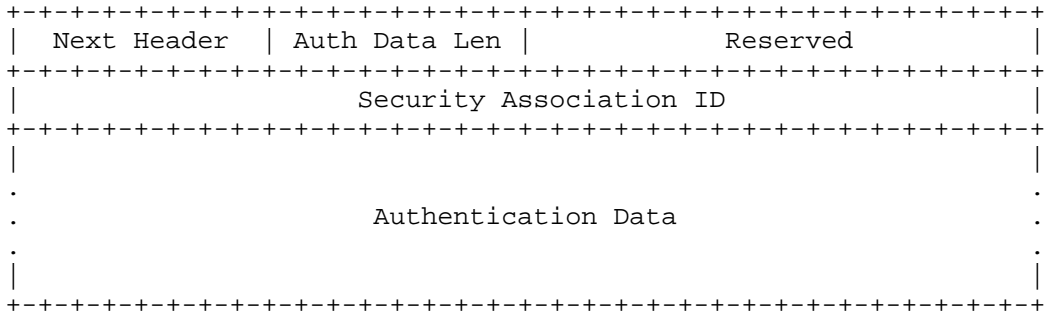 Next Header | Auth Data Len | Reserved
Security Association ID
Authentication Data